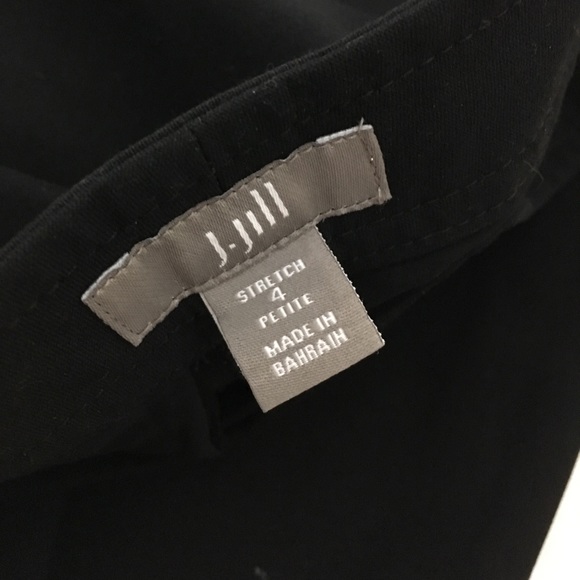 J.Jill
STRETCH
4
PETITE
MADE IN
BAHRAIN